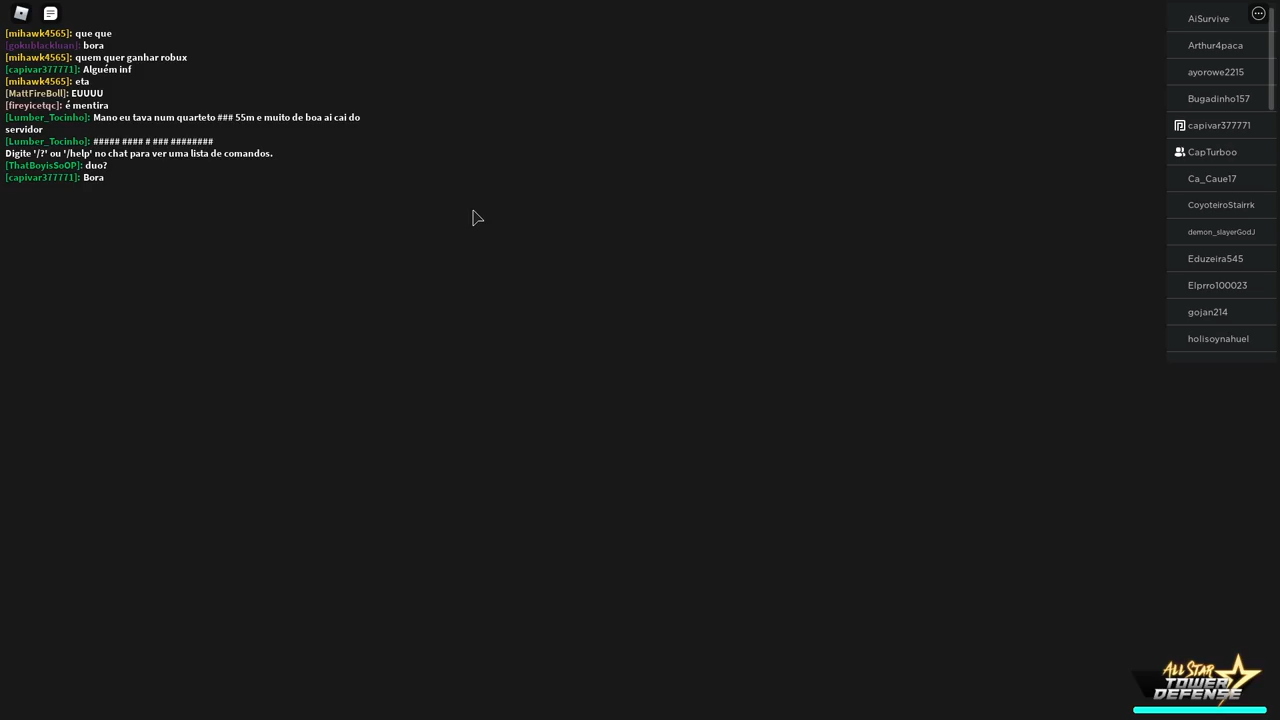 [mihawk4565]: que que
[gokublackluan]: bora
[mihawk4565]: quem quer ganhar robux
[capivar377771]: Alguém inf
[mihawk4565]: eta
[MattFireBoll]: EUUUU
[fireyicetqc]: é mentira
[Lumber_Tocinho]: Mano eu tava num quarteto ### 55m e muito de boa ai cai do
servidor
[Lumber_Tocinho]: ##### #### # ### ########
Digite '/?' ou '/help' no chat para ver uma lista de comandos.
[ThatBoyisSoOP]: duo?
[capivar377771]: Bora
AiSurvive
Arthur4paca
ayorowe2215
Bugadinho157
capivar377771
CapTurboo
Ca_Caue17
CoyoteiroStairrk
demon_slayerGodJ
Eduzeira545
Elprro100023
gojan214
holisoynahuel
ALL STAR
TOWER
DEFENSE